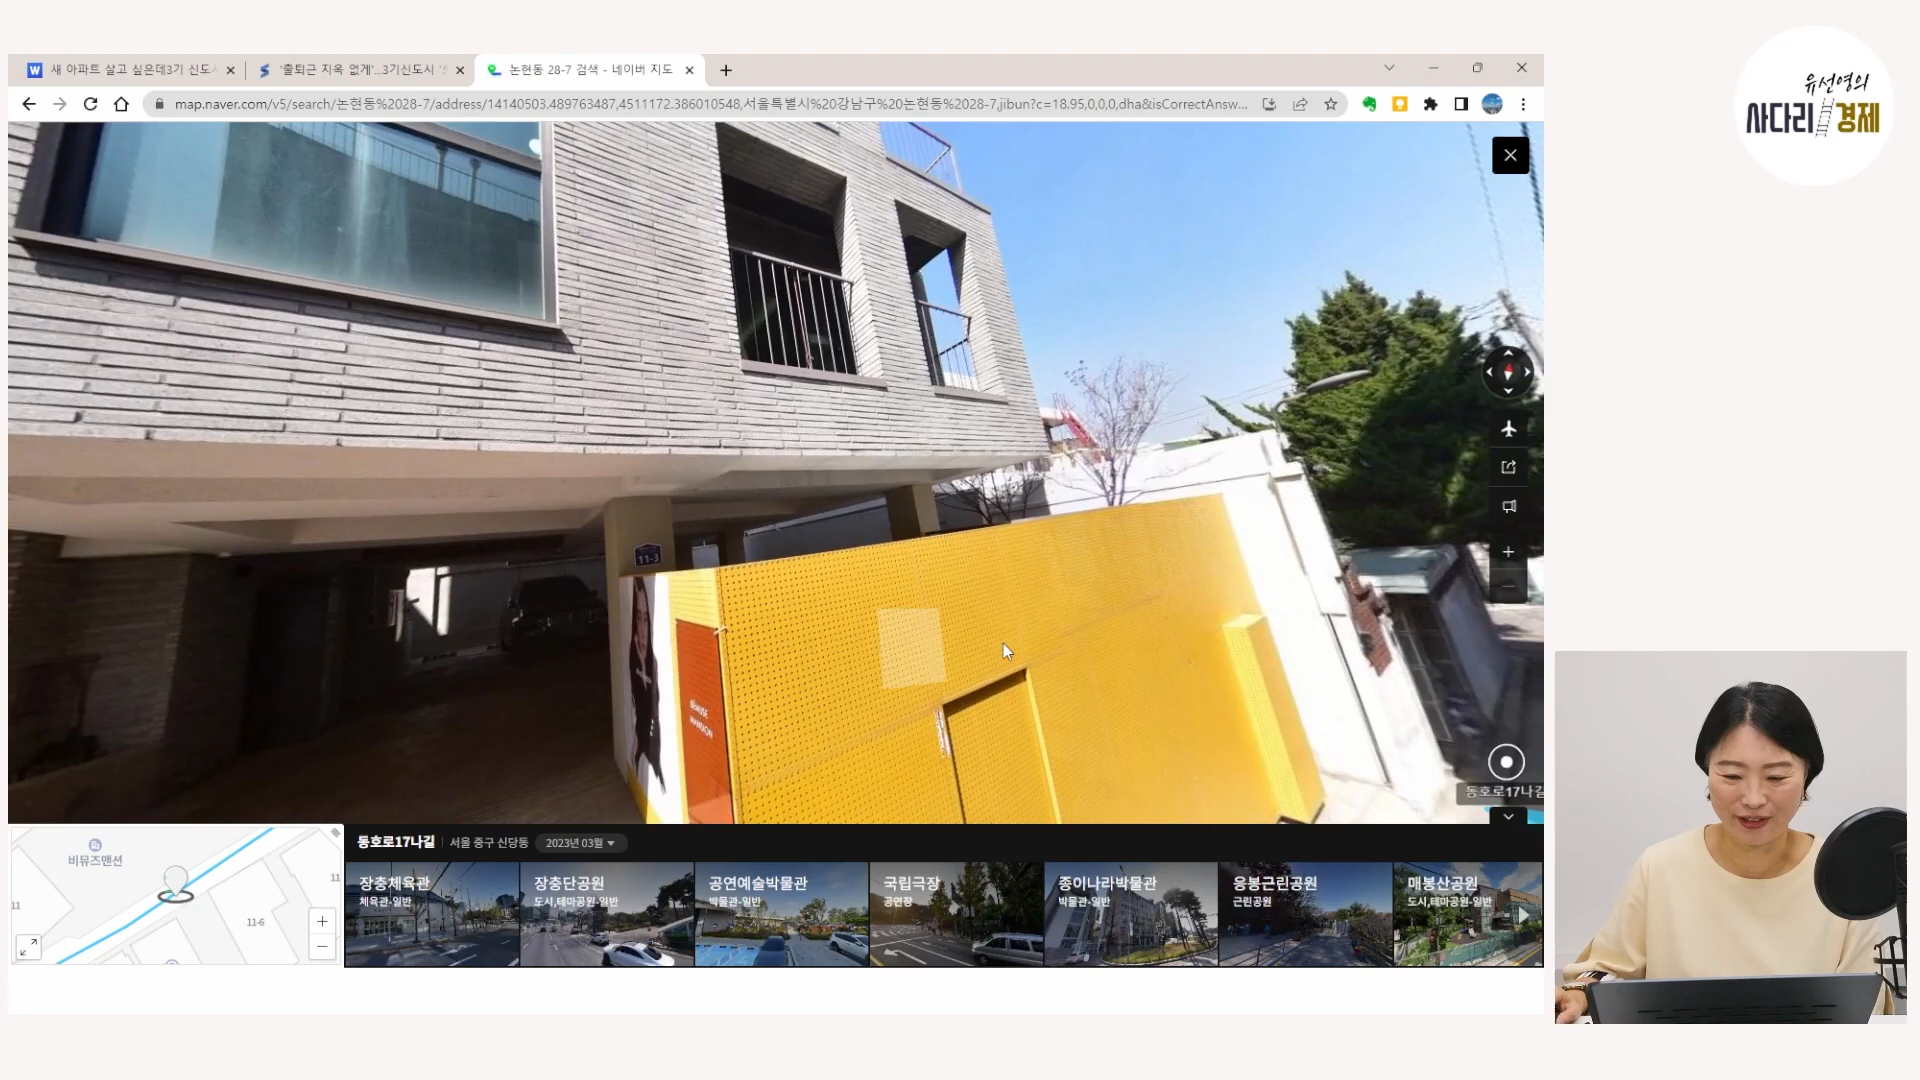 유선영의
사다리 경제
새 아파트 살고 싶은데3기 신도
'출퇴근 지옥 없게'...3기신도시
논현동 28-7 검색 - 네이버 지도
map.naver.com/v5/search/논현동%2028-7/address/14140503.489763487,4511172.386010548,서울특별시%20강남구%20논현동%2028-7,jibun?c=18.95,0,0,0,dha&isCorrectAnsw...
11-3
BÉMUSE
MANSION
동호로17나길
비뮤즈맨션
11
11
11-6
동호로17나길 서울 중구 신당동 2023년 03월
장충체육관
체육관-일반
장충단공원
도시,테마공원-일반
공연예술박물관
박물관-일반
국립극장
공연장
종이나라박물관
박물관-일반
응봉근린공원
근린공원
매봉산공원
도시,테마공원-일반